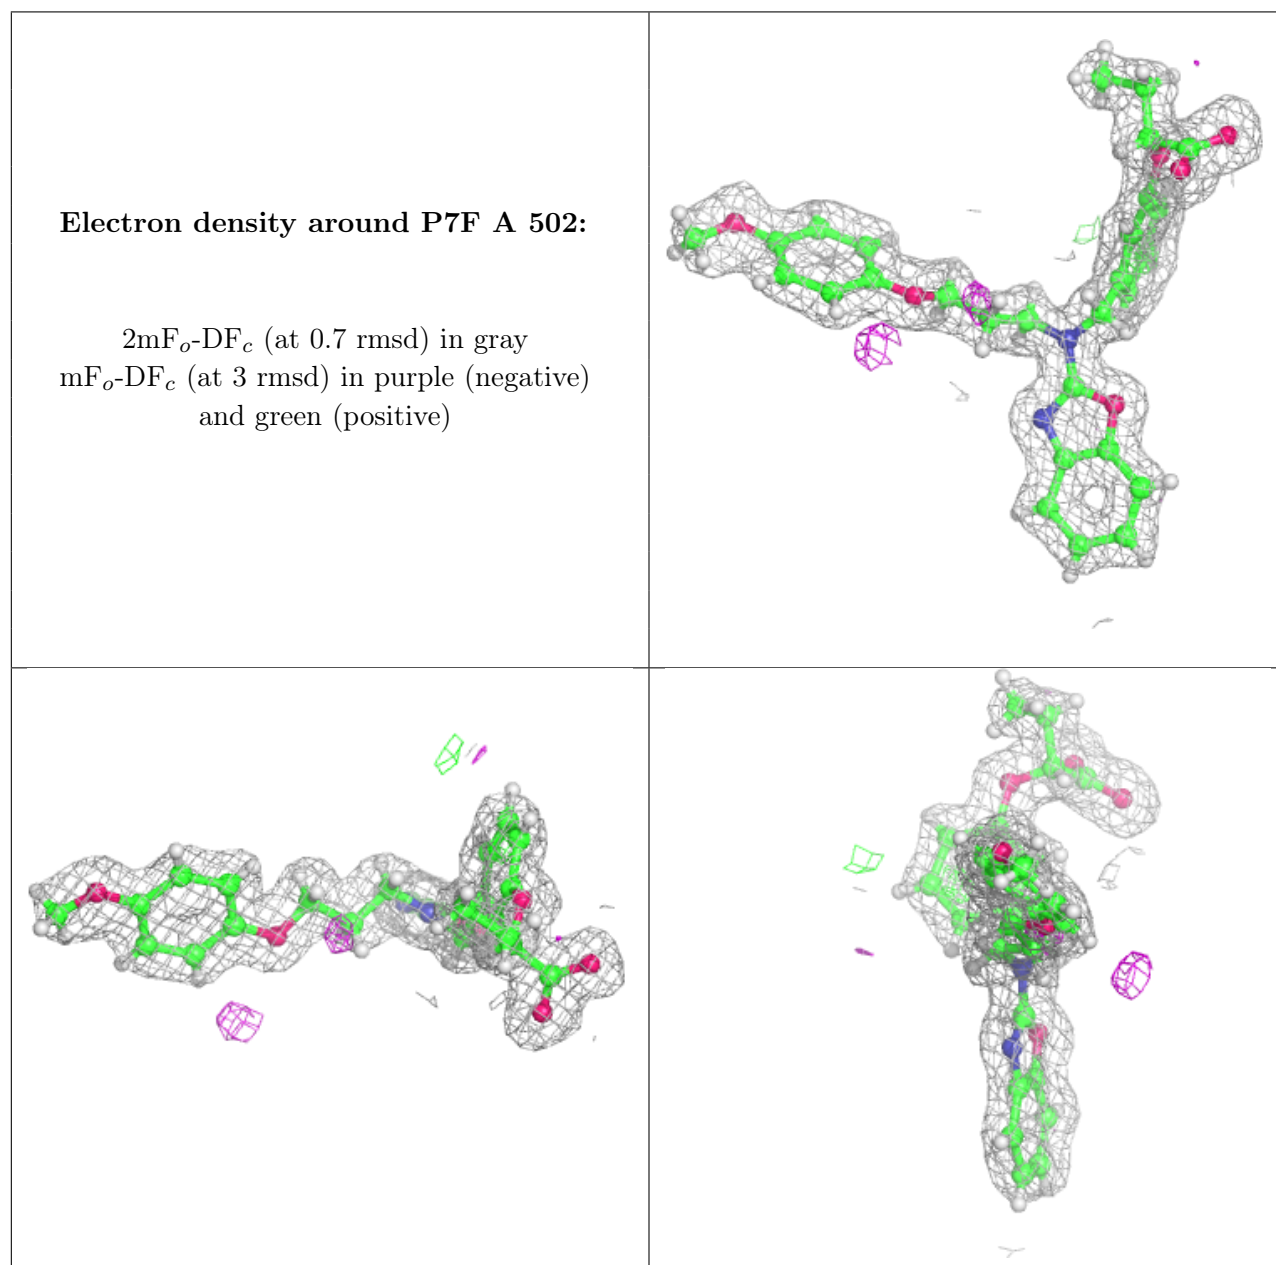 Electron density around P7F A 502:
2mFo-DFc (at 0.7 rmsd) in gray
mFo-DFc (at 3 rmsd) in purple (negative)
and green (positive)